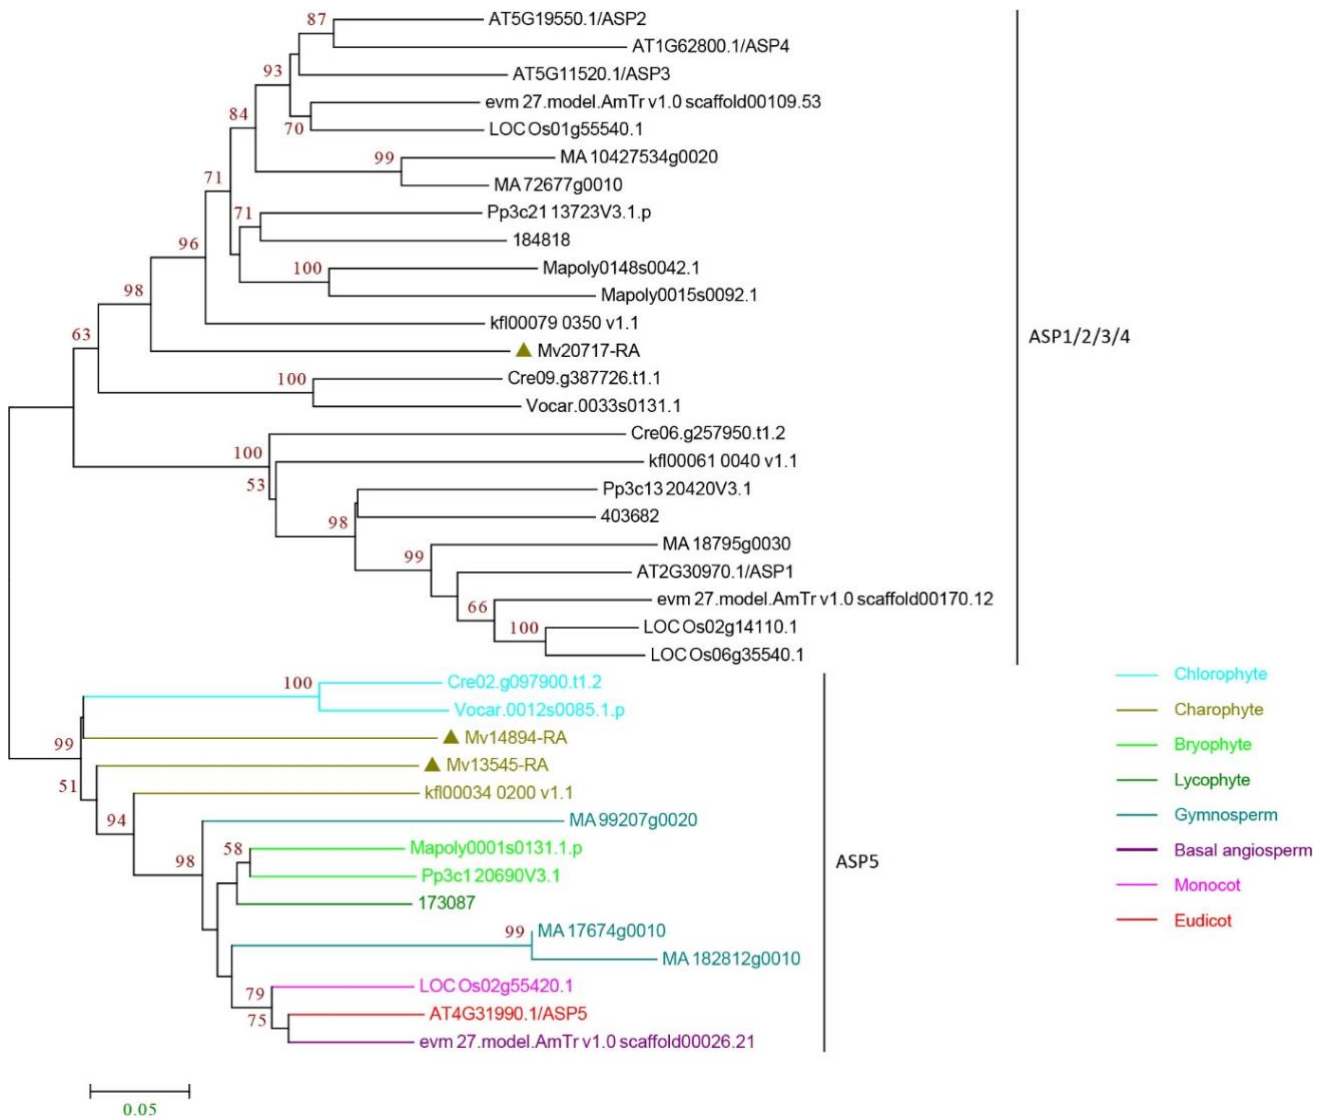 87
AT5G19550.1/ASP2
AT1G62800.1/ASP4
93
AT5G11520.1/ASP3
evm 27.model.AmTr v1.0 scaffold00109.53
84
70
LOC Os01g55540.1
99
MA 10427534g0020
71
MA 72677g0010
71
Pp3c21 13723V3.1.p
96
184818
100
Mapoly0148s0042.1
98
Mapoly0015s0092.1
kfl00079 0350 v1.1
63
ASP1/2/3/4
Mv20717-RA
100
Cre09.g387726.t1.1
Vocar.0033s0131.1
Cre06.g257950.t1.2
100
kfl00061 0040 v1.1
53
Pp3c13 20420V3.1
98
403682
MA 18795g0030
99
AT2G30970.1/ASP1
evm 27.model.AmTr v1.0 scaffold00170.12
66
100
LOC Os02g14110.1
LOC Os06g35540.1
100
Cre02.g097900.t1.2
Vocar.0012s0085.1.p
99
Mv14894-RA
Mv13545-RA
51
kfl00034 0200 v1.1
94
MA 99207g0020
58
Mapoly0001s0131.1.p
98
ASP5
Pp3c1 20690V3.1
173087
99
MA 17674g0010
MA 182812g0010
79
LOC Os02g55420.1
75
AT4G31990.1/ASP5
evm 27.model.AmTr v1.0 scaffold00026.21
Chlorophyte
Charophyte
Bryophyte
Lycophyte
Gymnosperm
Basal angiosperm
Monocot
Eudicot
0.05